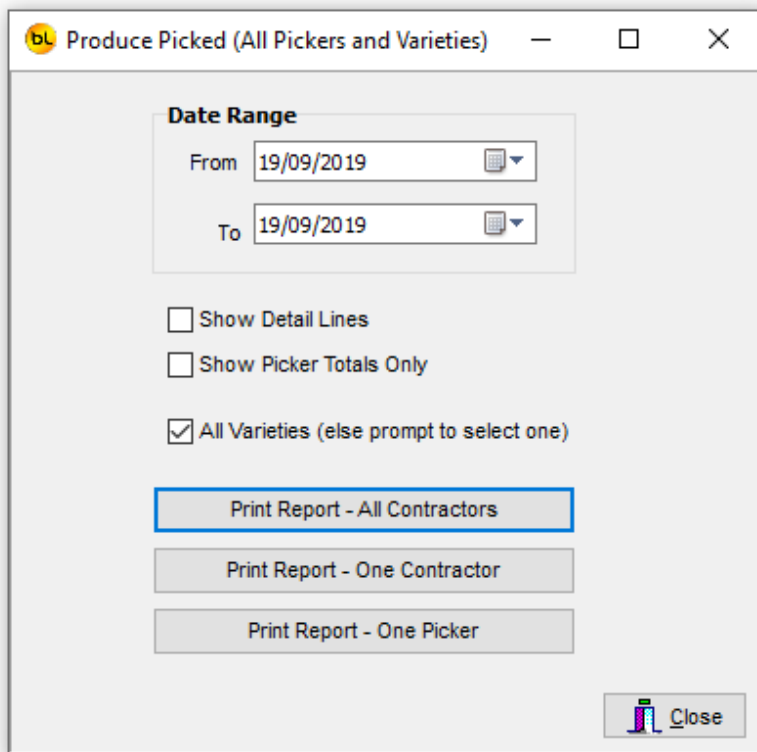 bL Produce Picked (All Pickers and Varieties)
Date Range
From 19/09/2019
To 19/09/2019
Show Detail Lines
Show Picker Totals Only
All Varieties (else prompt to select one)
Print Report - All Contractors
Print Report - One Contractor
Print Report - One Picker
Close